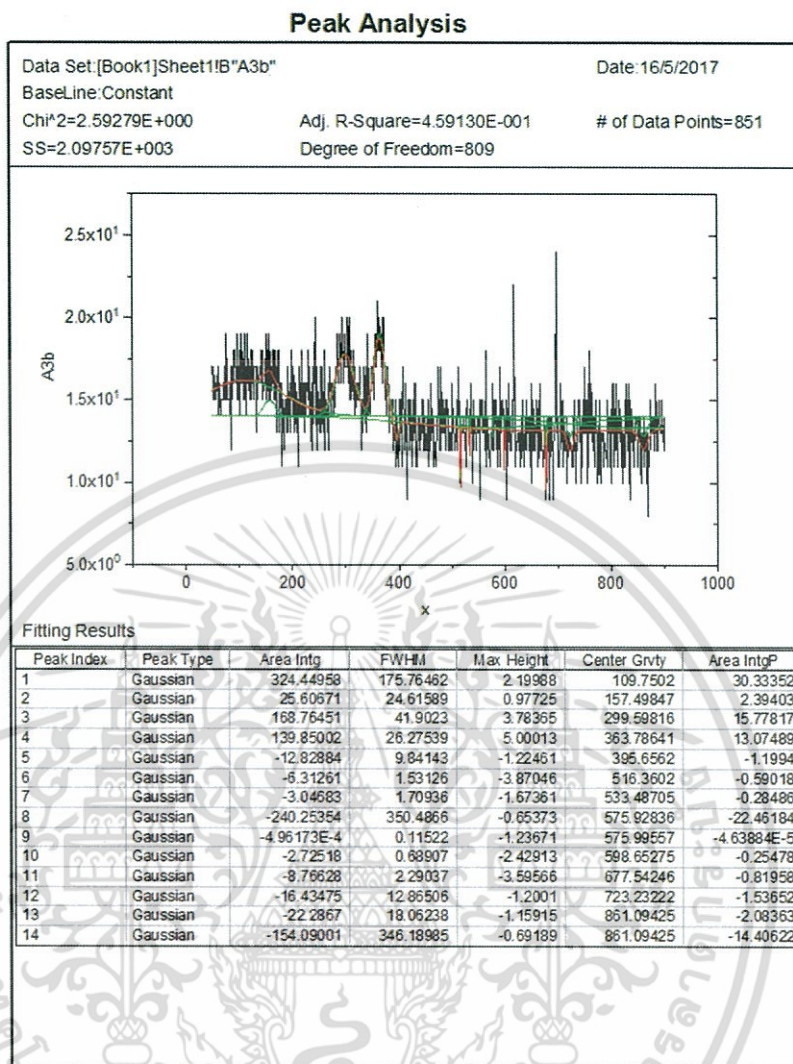 Peak Analysis
Data Set:[Book1]Sheet1!B"A3b" Date:16/5/2017
BaseLine:Constant
Chi^2=2.59279E+000 Adj. R-Square=4.59130E-001 # of Data Points=851
SS=2.09757E+003 Degree of Freedom=809
2.5x10¹
2.0x10¹
1.5x10¹
1.0x10¹
5.0x10⁰
A3b
0 200 400 600 800 1000
x
Fitting Results
Peak Index Peak Type Area Intg FWHM Max Height Center Grvty Area IntgP
1 Gaussian 324.44958 175.76462 2.19988 109.7502 30.33352
2 Gaussian 25.60671 24.61589 0.97725 157.49847 2.39403
3 Gaussian 168.76451 41.9023 3.78365 299.59816 15.77817
4 Gaussian 139.85002 26.27539 5.00013 363.78641 13.07489
5 Gaussian -12.82884 9.84143 -1.22461 395.6562 -1.1994
6 Gaussian -6.31261 1.53126 -3.87046 516.3602 -0.59018
7 Gaussian -3.04683 1.70936 -1.67361 533.48705 -0.28486
8 Gaussian -240.25354 350.4866 -0.65373 575.92836 -22.46184
9 Gaussian -4.96173E-4 0.11522 -1.23671 575.99557 -4.63884E-5
10 Gaussian -2.72518 0.68907 -2.42913 598.65275 -0.25478
11 Gaussian -8.76628 2.29037 -3.59566 677.54246 -0.81958
12 Gaussian -16.43475 12.86506 -1.2001 723.23222 -1.53652
13 Gaussian -22.2867 18.06238 -1.15915 861.09425 -2.08363
14 Gaussian -154.09001 346.18985 -0.69189 861.09425 -14.40622